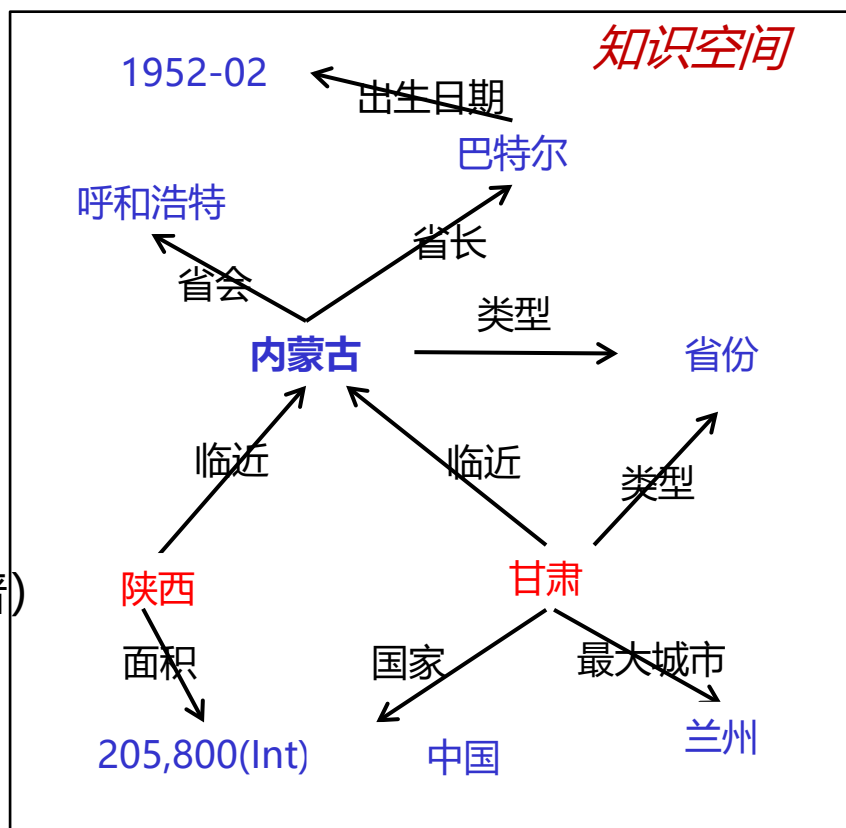 知识空间
1952-02
出生日期
巴特尔
呼和浩特
省长
省会
类型
内蒙古
省份
临近
临近
类型
陕西
甘肃
)
面积
国家
最大城市
205,800(Int)
中国
兰州